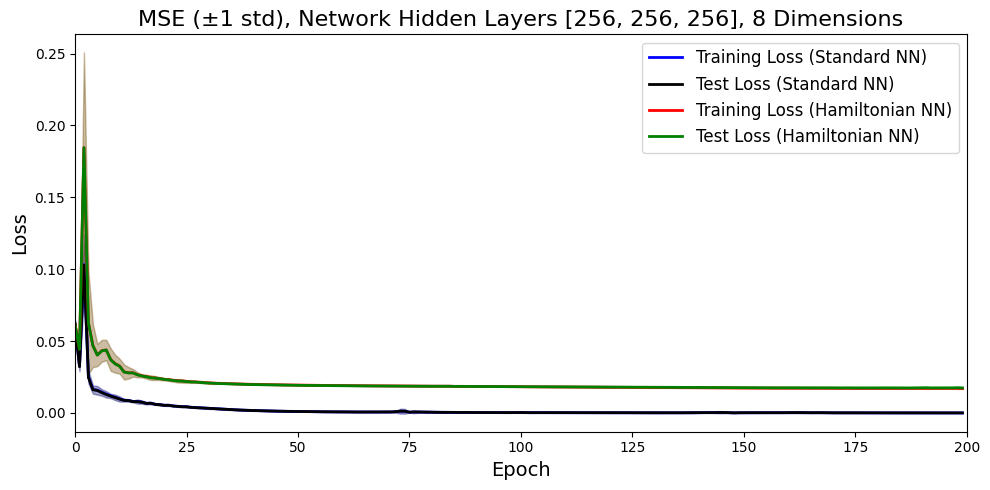 MSE (±1 std), Network Hidden Layers [256, 256, 256], 8 Dimensions
Loss
0.25
0.20
0.15
0.10
0.05
0.00
Training Loss (Standard NN)
Test Loss (Standard NN)
Training Loss (Hamiltonian NN)
Test Loss (Hamiltonian NN)
0 25 50 75 100 125 150 175 200
Epoch